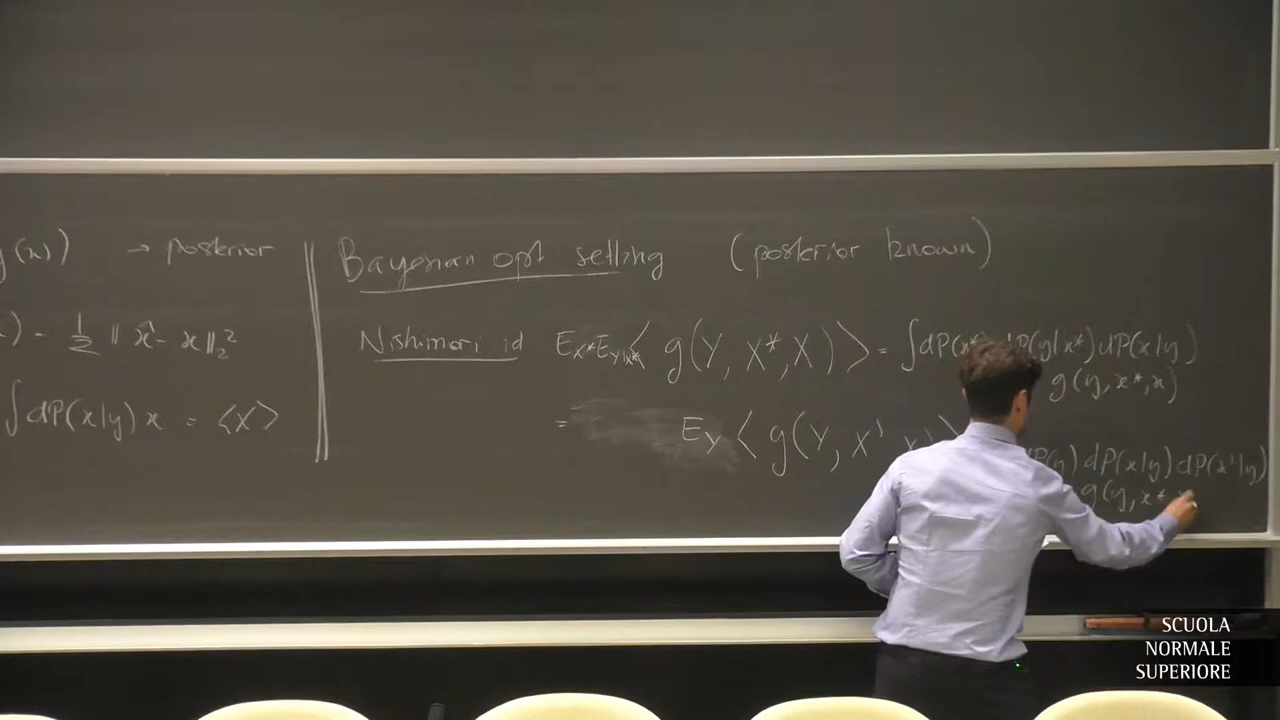 g(x) → posterior
) - 1/2 ‖ x̂ - x ‖₂²
∫ dP(x|y) x = <X>
Bayesian opt setting (posterior known)
Nishimori id E_{X*} E_{Y|X*} < g(Y, X*, X) > = ∫ dP(x*) dP(y|x*) dP(x|y)
g(y, x*, x)
= E_Y < g(Y, X', X) >
dP(y) dP(x|y) dP(x'|y)
g(y, x*
SCUOLA
NORMALE
SUPERIORE